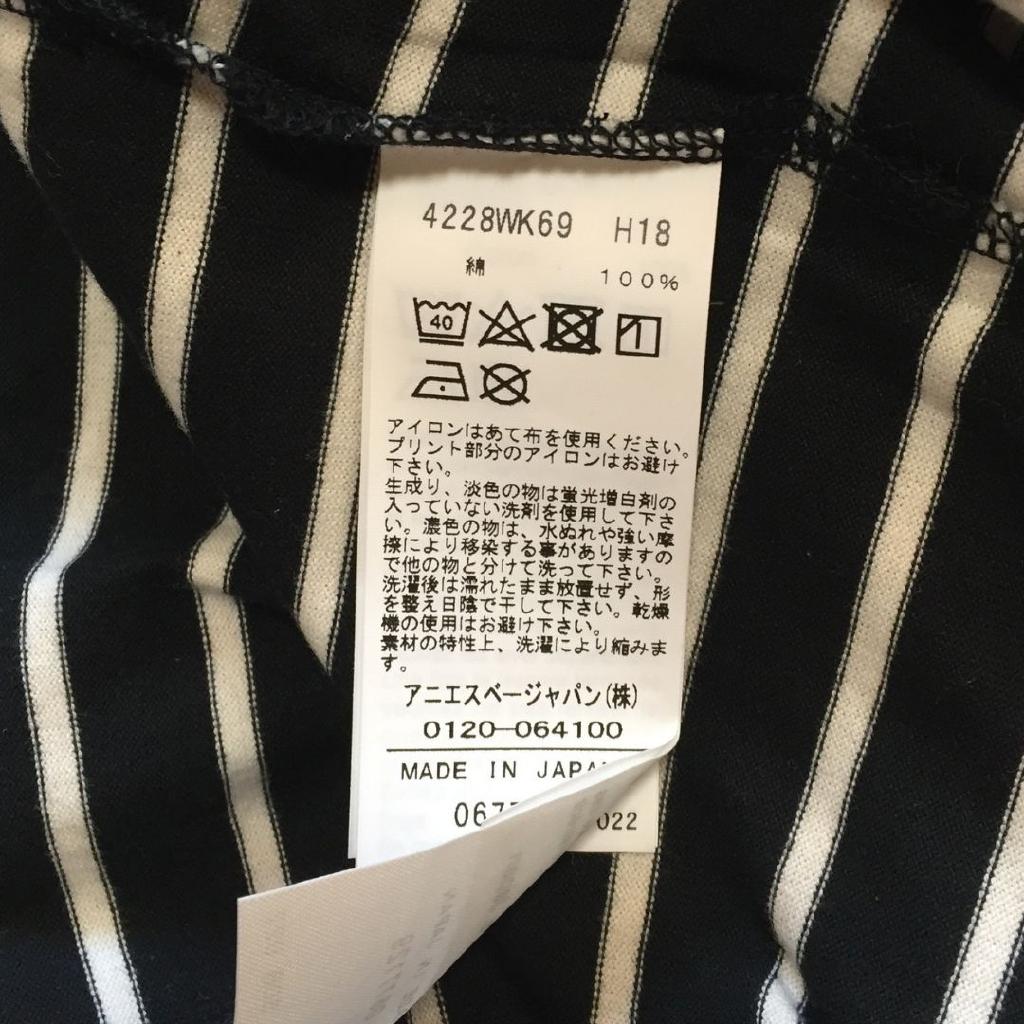 4228WK69 H18
綿 100%
40
アイロンはあて布を使用ください。
プリント部分のアイロンはお避け
下さい。
生成り、淡色の物は蛍光増白剤の
入っていない洗剤を使用して下さ
い。濃色の物は、水ぬれや強い摩
擦により移染する事がありますの
で他の物と分けて洗って下さい。
洗濯後は濡れたまま放置せず、形
を整え日陰で干して下さい。乾燥
機の使用はお避け下さい。
素材の特性上、洗濯により縮みま
す。
アニエスベージャパン(株)
0120-064100
MADE IN
022